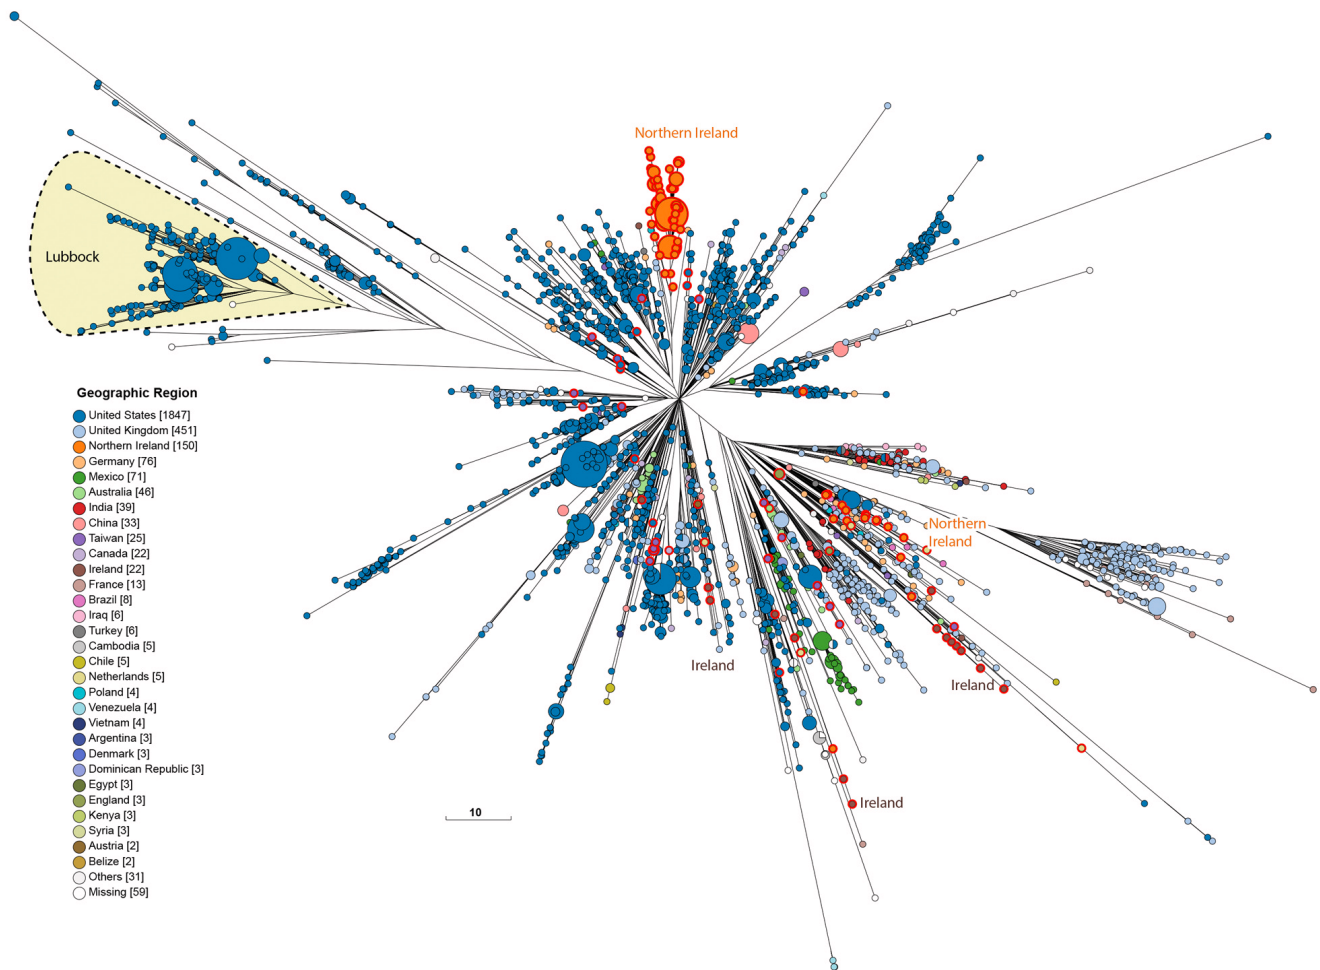 Northern Ireland
Lubbock
Geographic Region
United States [1847]
United Kingdom [451]
Northern Ireland [150]
Germany [76]
Mexico [71]
Australia [46]
India [39]
China [33]
Taiwan [25]
Canada [22]
Ireland [22]
France [13]
Brazil [8]
Iraq [6]
Turkey [6]
Cambodia [5]
Chile [5]
Netherlands [5]
Poland [4]
Venezuela [4]
Vietnam [4]
Argentina [3]
Denmark [3]
Dominican Republic [3]
Egypt [3]
England [3]
Kenya [3]
Syria [3]
Austria [2]
Belize [2]
Others [31]
Missing [59]
Northern
Ireland
Ireland
Ireland
Ireland
10